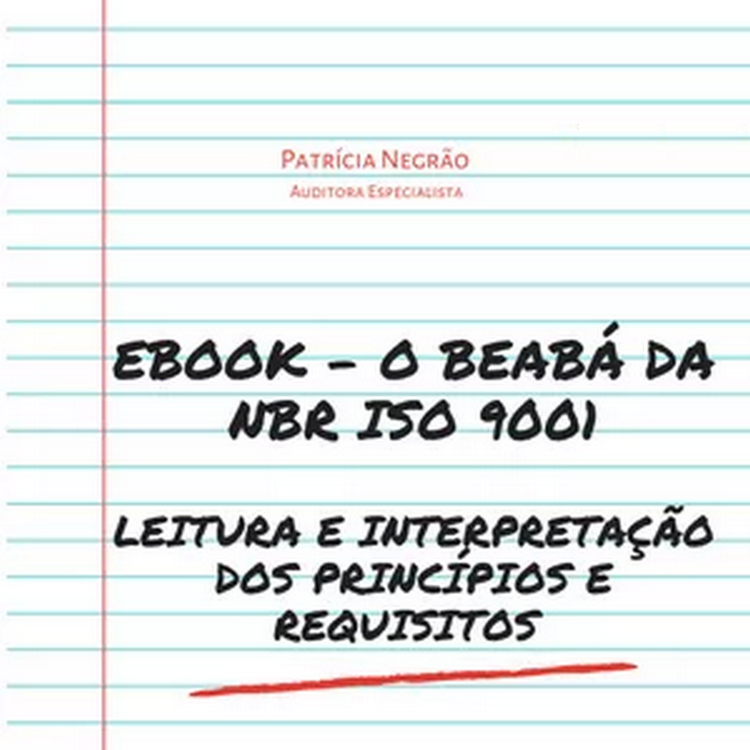 Patrícia Negrão
Auditora Especialista
EBOOK - O BEABÁ DA
NBR ISO 9001
LEITURA E INTERPRETAÇÃO
DOS PRINCÍPIOS E
REQUISITOS